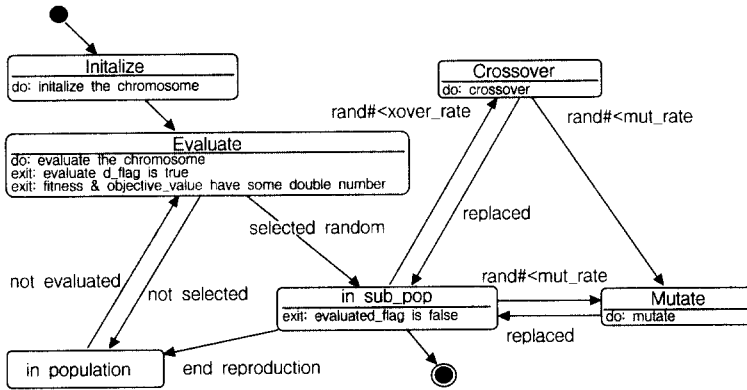 Initalize
do: initalize the chromosome
Crossover
do: crossover
rand#<xover_rate
rand#<mut_rate
Evaluate
do: evaluate the chromosome
exit: evaluate d_flag is true
exit: fitness & objective_value have some double number
replaced
selected random
not evaluated
not selected
rand#<mut_rate
in sub_pop
exit: evaluated_flag is false
Mutate
do: mutate
replaced
in population
end reproduction